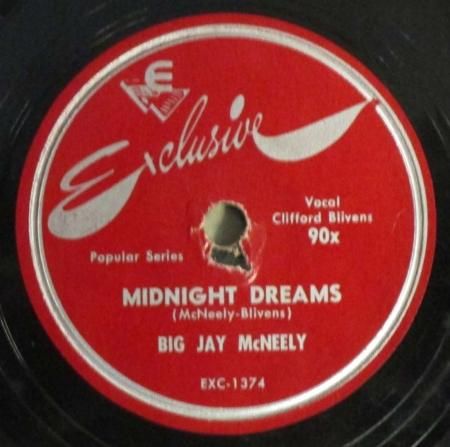 E
Exclusive
Vocal
Clifford Blivens
90x
Popular Series
MIDNIGHT DREAMS
(McNeely-Blivens)
BIG JAY McNEELY
EXC-1374